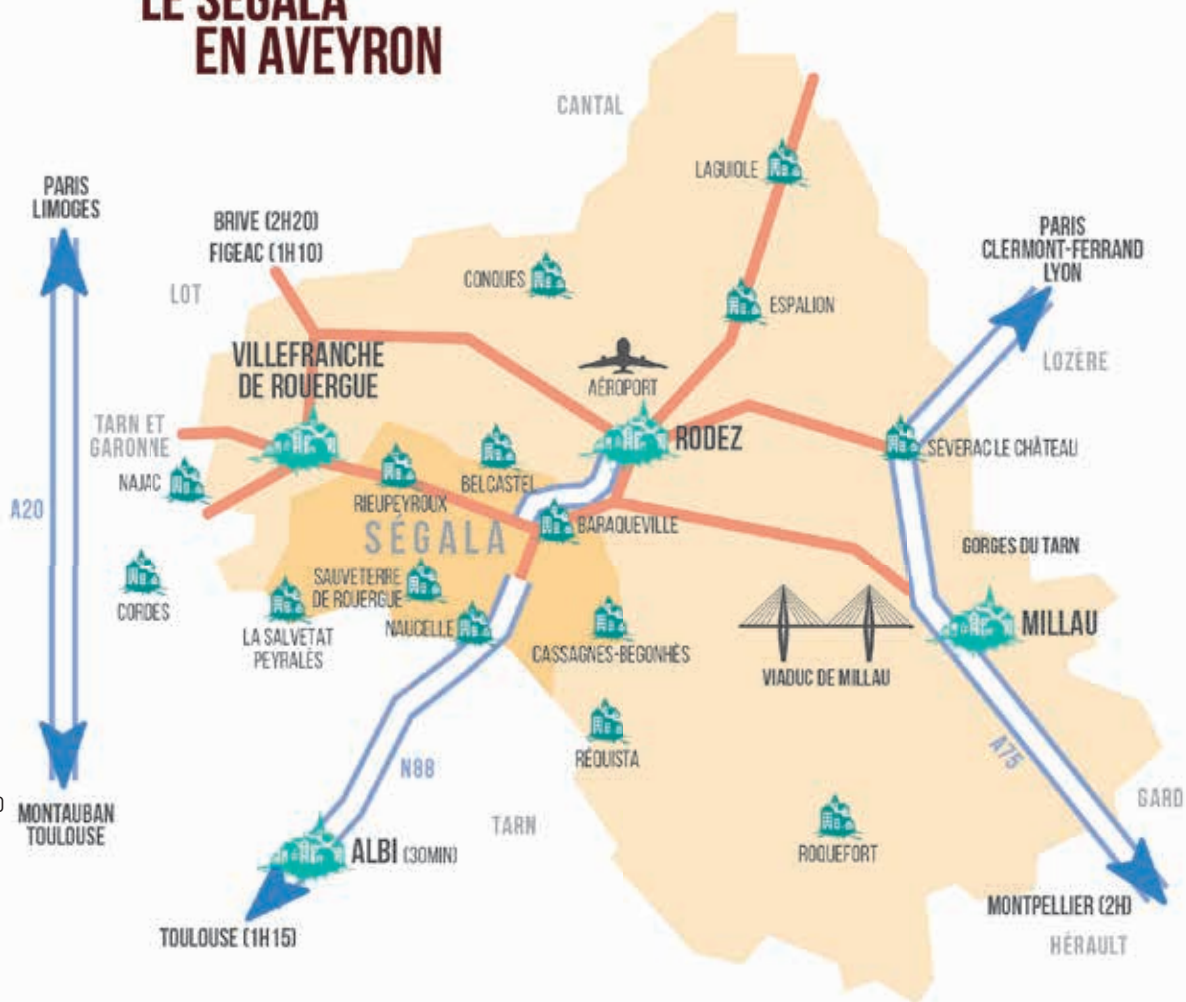 LE SÉGALA
EN AVEYRON
CANTAL
LAGUIOLE
PARIS
LIMOGES
BRIVE (2H20)
FIGEAC (1H10)
PARIS
CLERMONT-FERRAND
LYON
CONQUES
LOT
ESPALION
AÉROPORT
LOZÈRE
VILLEFRANCHE
DE ROUERGUE
TARN ET
GARONNE
RODEZ
SÉVERAC LE CHÂTEAU
NAJAC
BELCASTEL
RIEUPEYROUX
A20
BARAQUEVILLE
SÉGALA
GORGES DU TARN
SAUVETERRE
DE ROUERGUE
CORDES
NAUCELLE
LA SALVETAT
PEYRALÈS
CASSAGNES-BEGONHÈS
MILLAU
VIADUC DE MILLAU
RÉQUISTA
A75
N88
GARD
MONTAUBAN
TOULOUSE
TARN
ALBI (30MIN)
ROQUEFORT
MONTPELLIER (2H)
TOULOUSE (1H15)
HÉRAULT